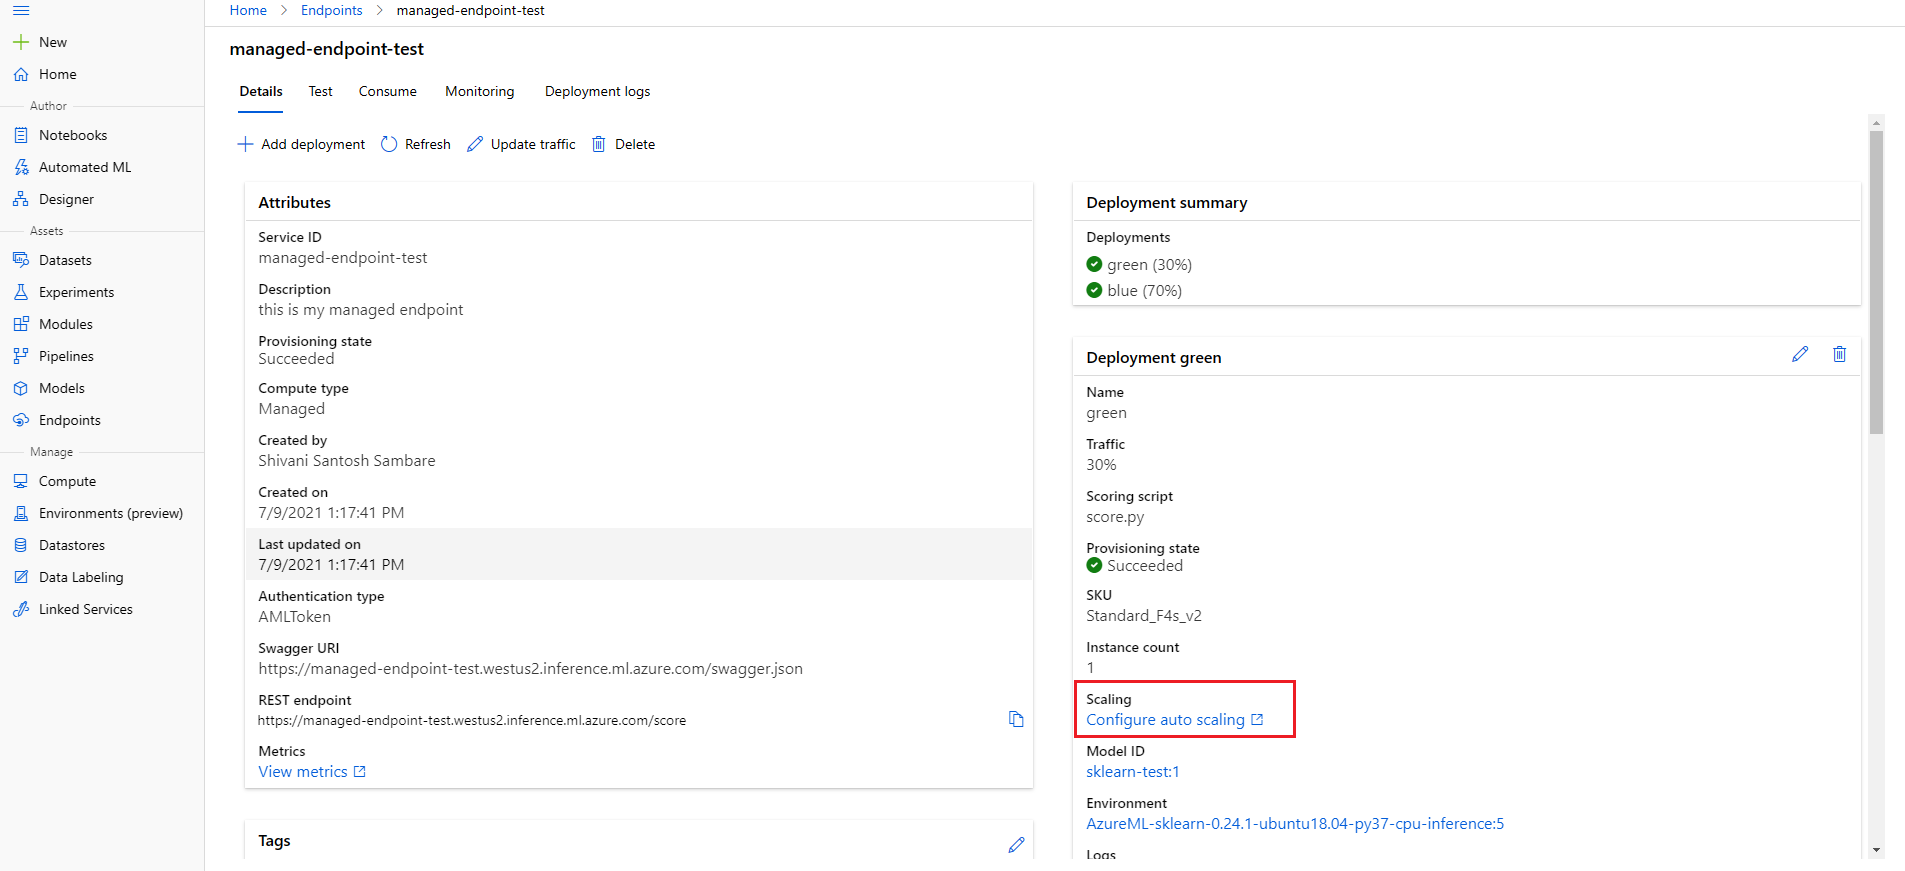 Home > Endpoints > managed-endpoint-test
New
Home
Author
Notebooks
Automated ML
Designer
Assets
Datasets
Experiments
Modules
Pipelines
Models
Endpoints
Manage
Compute
Environments (preview)
Datastores
Data Labeling
Linked Services
managed-endpoint-test
Details Test Consume Monitoring Deployment logs
Add deployment Refresh Update traffic Delete
Attributes
Service ID
managed-endpoint-test
Description
this is my managed endpoint
Provisioning state
Succeeded
Compute type
Managed
Created by
Shivani Santosh Sambare
Created on
7/9/2021 1:17:41 PM
Last updated on
7/9/2021 1:17:41 PM
Authentication type
AMLToken
Swagger URI
https://managed-endpoint-test.westus2.inference.ml.azure.com/swagger.json
REST endpoint
https://managed-endpoint-test.westus2.inference.ml.azure.com/score
Metrics
View metrics
Tags
Deployment summary
Deployments
green (30%)
blue (70%)
Deployment green
Name
green
Traffic
30%
Scoring script
score.py
Provisioning state
Succeeded
SKU
Standard_F4s_v2
Instance count
1
Scaling
Configure auto scaling
Model ID
sklearn-test:1
Environment
AzureML-sklearn-0.24.1-ubuntu18.04-py37-cpu-inference:5
Logs